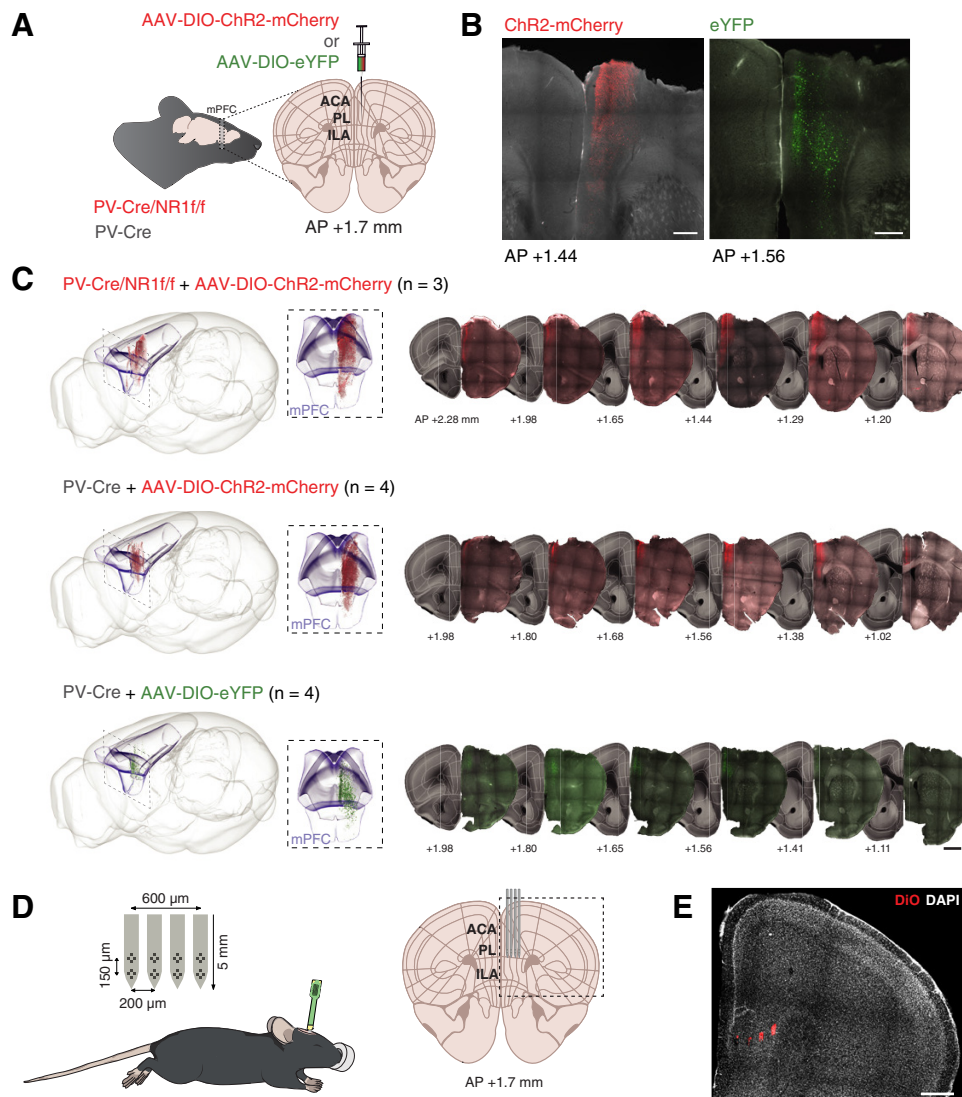 A
AAV-DIO-ChR2-mCherry
or
AAV-DIO-eYFP
mPFC
ACA
PL
ILA
PV-Cre/NR1f/f
PV-Cre
AP +1.7 mm
B
ChR2-mCherry
eYFP
AP +1.44
AP +1.56
C
PV-Cre/NR1f/f + AAV-DIO-ChR2-mCherry (n = 3)
mPFC
AP +2.28 mm
+1.98
+1.65
+1.44
+1.29
+1.20
PV-Cre + AAV-DIO-ChR2-mCherry (n = 4)
mPFC
+1.98
+1.80
+1.68
+1.56
+1.38
+1.02
PV-Cre + AAV-DIO-eYFP (n = 4)
mPFC
+1.98
+1.80
+1.65
+1.56
+1.41
+1.11
D
600 µm
150 µm
5 mm
200 µm
ACA
PL
ILA
AP +1.7 mm
E
DiO DAPI